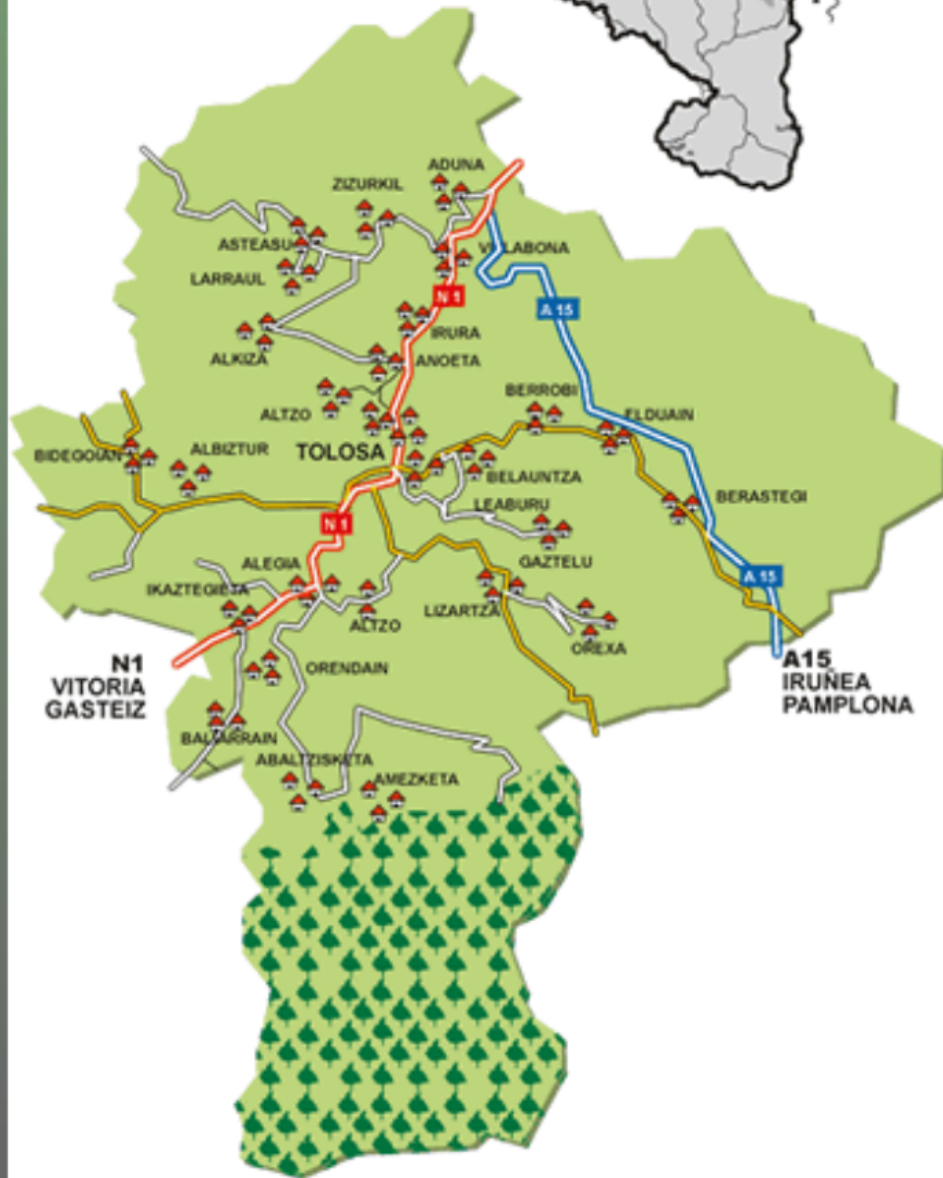 ADUNA
ZIZURKIL
ASTEASU
VILLABONA
LARRAUL
N 1
A 15
IRURA
ALKIZA
ANOETA
BERROBI
ALTZO
ELDUAIN
BIDEGOIAN
ALBIZTUR
TOLOSA
BELAUNTZA
BERASTEGI
LEABURU
N 1
ALEGIA
GAZTELU
A 15
IKAZTEGIETA
LIZARTZA
ALTZO
OREXA
N1
VITORIA
GASTEIZ
ORENDAIN
A15
IRUÑEA
PAMPLONA
BALIARRAIN
ABALTZISKETA
AMEZKETA